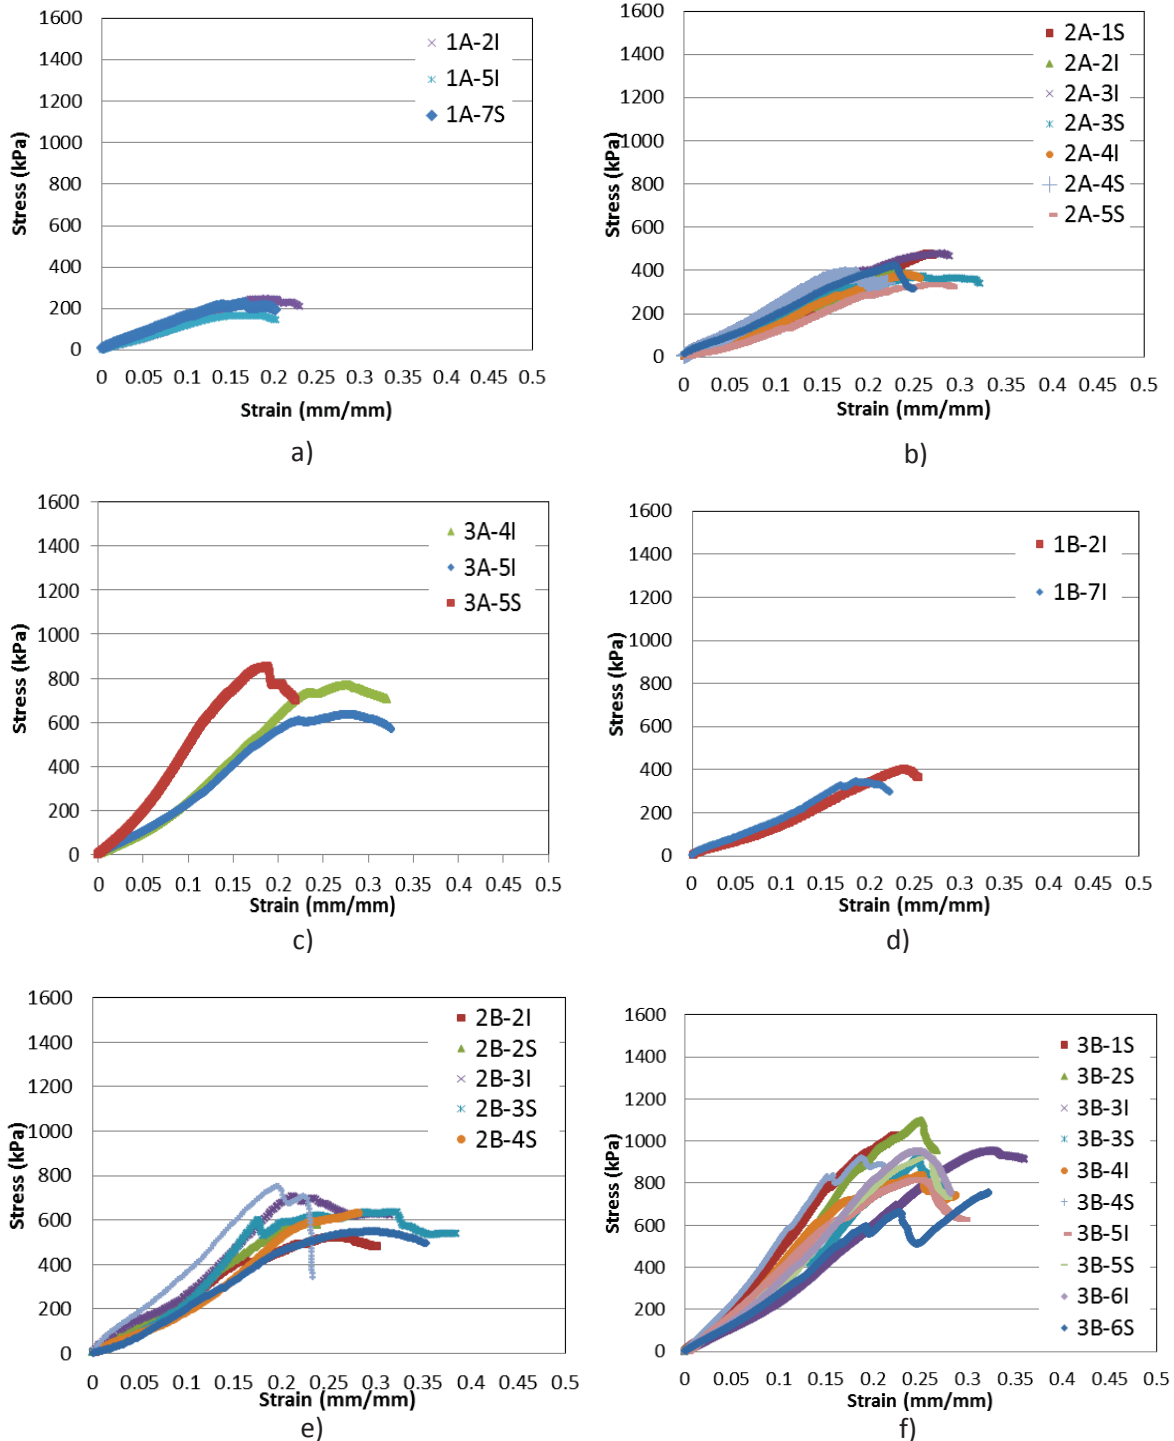 1600
1400
1200
1000
800
600
400
200
0
Stress (kPa)
1A-2I
1A-5I
1A-7S
0 0.05 0.1 0.15 0.2 0.25 0.3 0.35 0.4 0.45 0.5
Strain (mm/mm)
a)
1600
1400
1200
1000
800
600
400
200
0
Stress (kPa)
2A-1S
2A-2I
2A-3I
2A-3S
2A-4I
2A-4S
2A-5S
0 0.05 0.1 0.15 0.2 0.25 0.3 0.35 0.4 0.45 0.5
Strain (mm/mm)
b)
1600
1400
1200
1000
800
600
400
200
0
Stress (kPa)
3A-4I
3A-5I
3A-5S
0 0.05 0.1 0.15 0.2 0.25 0.3 0.35 0.4 0.45 0.5
Strain (mm/mm)
c)
1600
1400
1200
1000
800
600
400
200
0
Stress (kPa)
1B-2I
1B-7I
0 0.05 0.1 0.15 0.2 0.25 0.3 0.35 0.4 0.45 0.5
Strain (mm/mm)
d)
1600
1400
1200
1000
800
600
400
200
0
Stress (kPa)
2B-2I
2B-2S
2B-3I
2B-3S
2B-4S
0 0.05 0.1 0.15 0.2 0.25 0.3 0.35 0.4 0.45 0.5
Strain (mm/mm)
e)
1600
1400
1200
1000
800
600
400
200
0
Stress (kPa)
3B-1S
3B-2S
3B-3I
3B-3S
3B-4I
3B-4S
3B-5I
3B-5S
3B-6I
3B-6S
0 0.05 0.1 0.15 0.2 0.25 0.3 0.35 0.4 0.45 0.5
Strain (mm/mm)
f)